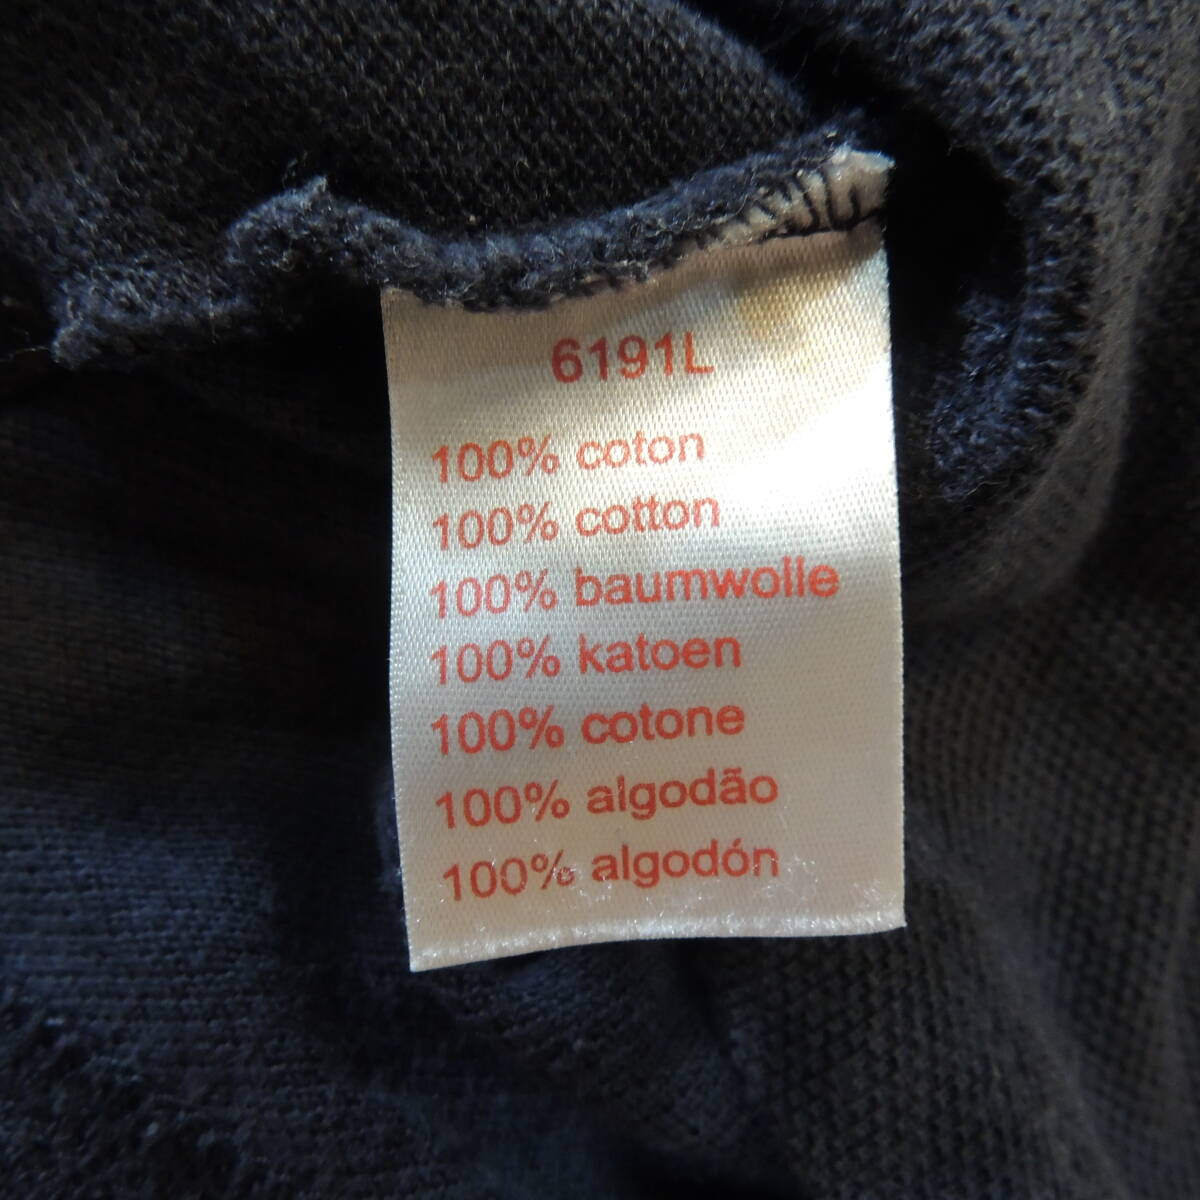 6191L
100% coton
100% cotton
100% baumwolle
100% katoen
100% cotone
100% algodão
100% algodón